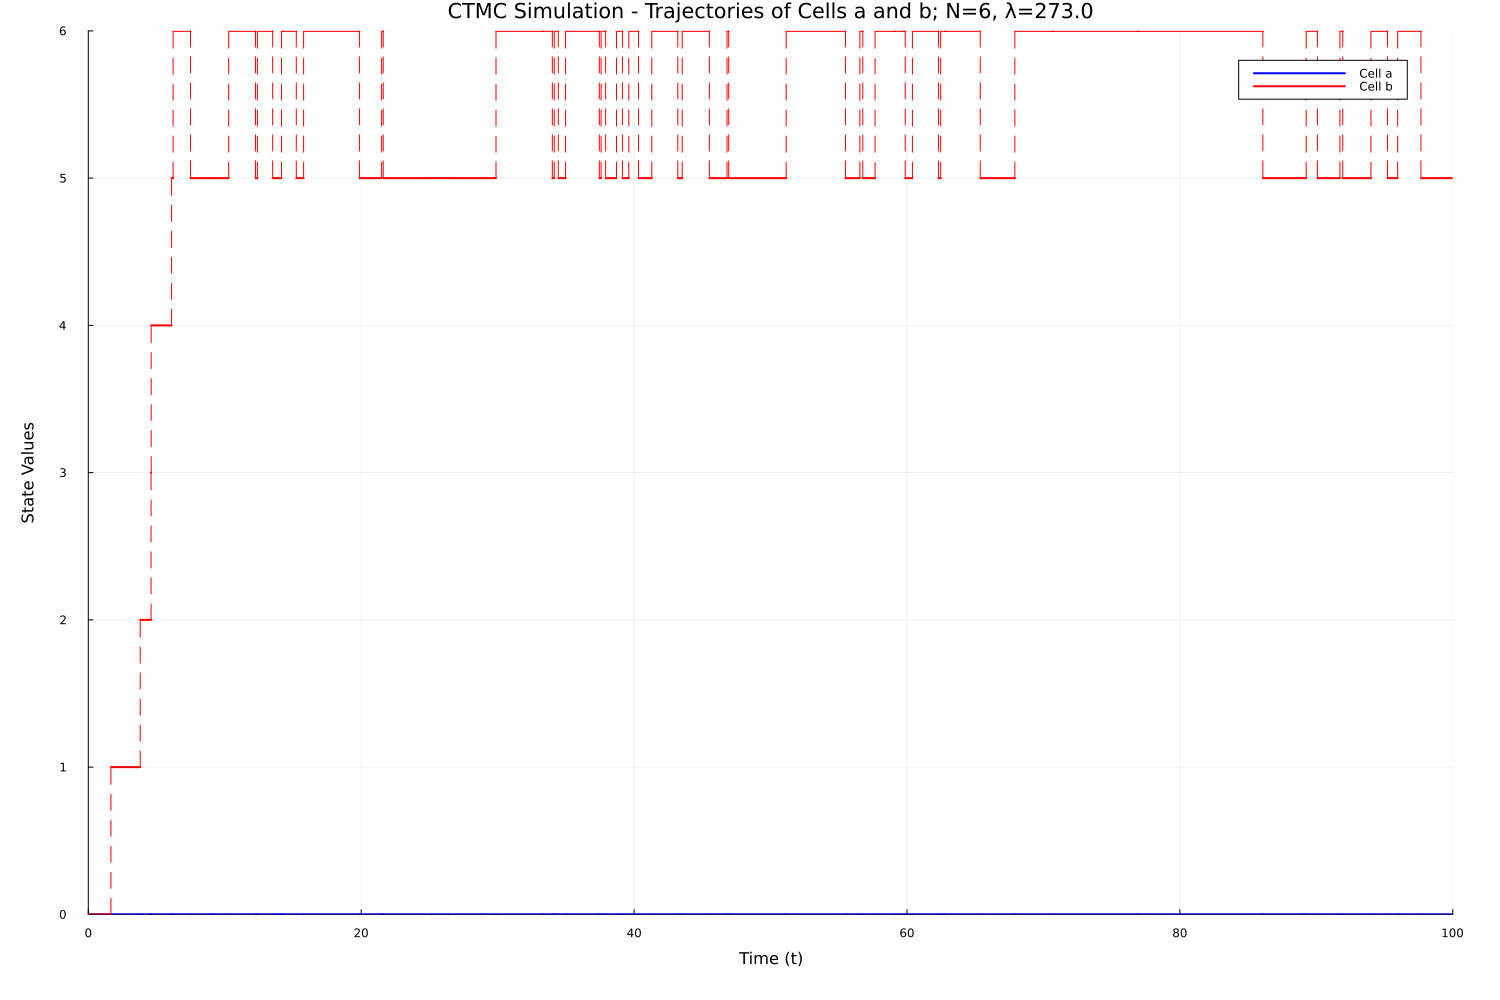 CTMC Simulation - Trajectories of Cells a and b; N=6, λ=273.0
6
Cell a
Cell b
5
4
State Values
3
2
1
0
0 20 40 60 80 100
Time (t)